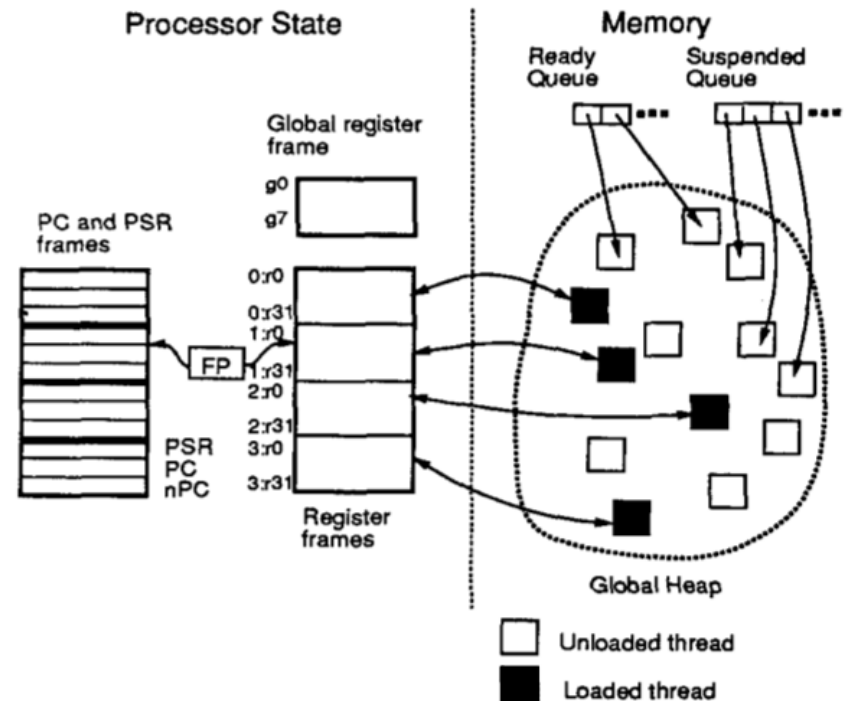 Processor State
Memory
Ready
Queue
Suspended
Queue
Global register
frame
g0
g7
PC and PSR
frames
0:r0
0:r31
1:r0
FP
1:r31
2:r0
2:r31
PSR
3:r0
PC
nPC
3:r31
Register
frames
Global Heap
Unloaded thread
Loaded thread